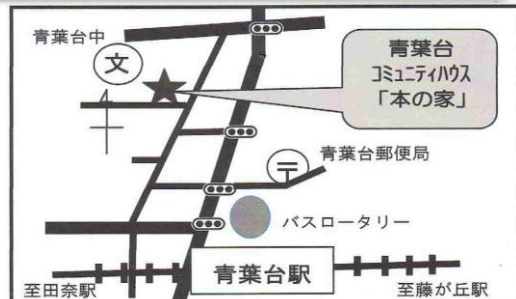 青葉台中
文
青葉台
コミュニティハウス
「本の家」
青葉台郵便局
〒
バスロータリー
青葉台駅
至田奈駅
至藤が丘駅